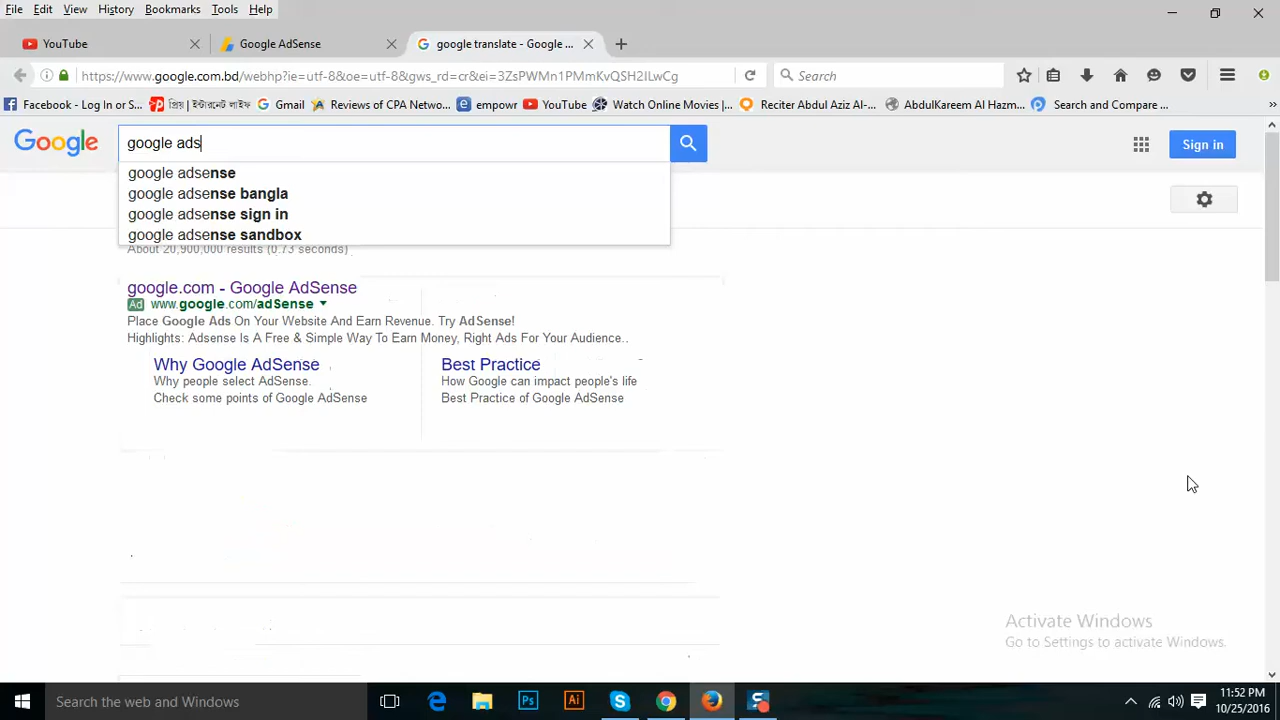 File Edit View History Bookmarks Tools Help
YouTube
Google AdSense
google translate - Google ...
https://www.google.com.bd/webhp?ie=utf-8&oe=utf-8&gws_rd=cr&ei=3ZsPWMn1PMmKvQSH2ILwCg
Search
Facebook - Log In or S...
প্রিয় | ইন্টারনেট লাইফ
Gmail
Reviews of CPA Netwo...
empowr
YouTube
Watch Online Movies |...
Reciter Abdul Aziz Al-...
AbdulKareem Al Hazm...
Search and Compare ...
Google
google ads
Sign in
google adsense
google adsense bangla
google adsense sign in
google adsense sandbox
About 20,900,000 results (0.73 seconds)
google.com - Google AdSense
Ad www.google.com/adSense
Place Google Ads On Your Website And Earn Revenue. Try AdSense!
Highlights: Adsense Is A Free & Simple Way To Earn Money, Right Ads For Your Audience..
Why Google AdSense
Why people select AdSense.
Check some points of Google AdSense
Best Practice
How Google can impact people's life
Best Practice of Google AdSense
Activate Windows
Go to Settings to activate Windows.
Search the web and Windows
Ps
Ai
11:52 PM
10/25/2016